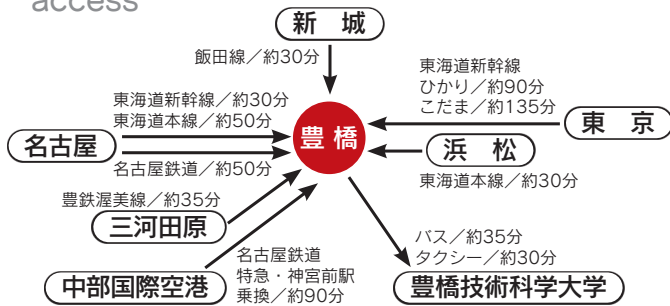 access
新 城
飯田線／約30分
東海道新幹線／約30分
東海道本線／約50分
名古屋
名古屋鉄道／約50分
豊橋
東海道新幹線
ひかり／約90分
こだま／約135分
東 京
浜 松
東海道本線／約30分
豊鉄渥美線／約35分
三河田原
中部国際空港
名古屋鉄道
特急・神宮前駅
乗換／約90分
バス／約35分
タクシー／約30分
豊橋技術科学大学